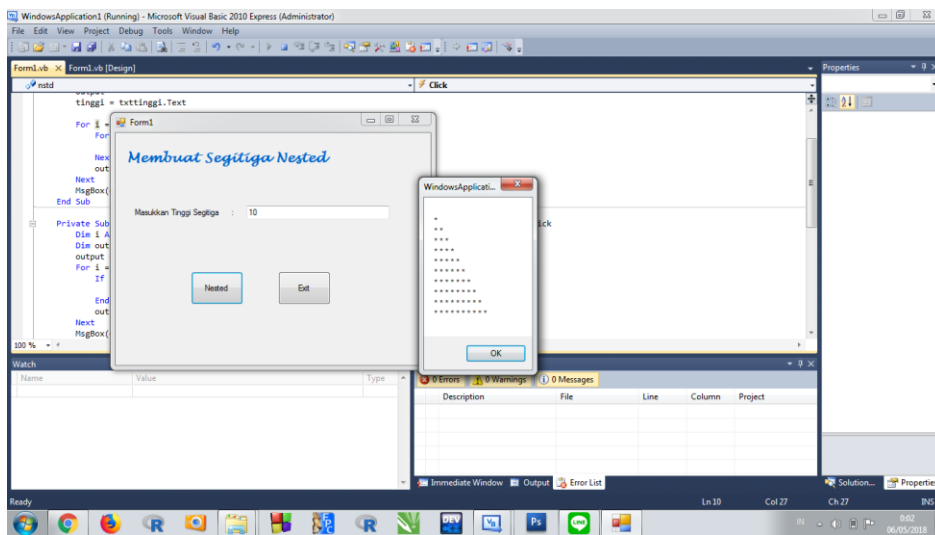 WindowsApplication1 (Running) - Microsoft Visual Basic 2010 Express (Administrator)
File Edit View Project Debug Tools Window Help
Form1.vb Form1.vb [Design]
nstd
Click
tinggi = txttinggi.Text
For i =
For
Nex
out
Next
MsgBox(
End Sub
Private Sub
ick
Dim i A
Dim out
output
For i =
If
End
out
Next
MsgBox(
100 %
Form1
Membuat Segitiga Nested
Masukkan Tinggi Segitiga : 10
Nested Exit
WindowsApplicati...
*
**
***
****
*****
******
*******
********
*********
**********
OK
Properties
Watch
Name Value Type
0 Errors 0 Warnings 0 Messages
Description File Line Column Project
Immediate Window Output Error List
Solution... Propertie
Ready Ln 10 Col 27 Ch 27 INS
R
R
N
DEV
Vb
Ps
LINE
IN
0:02
06/05/2018